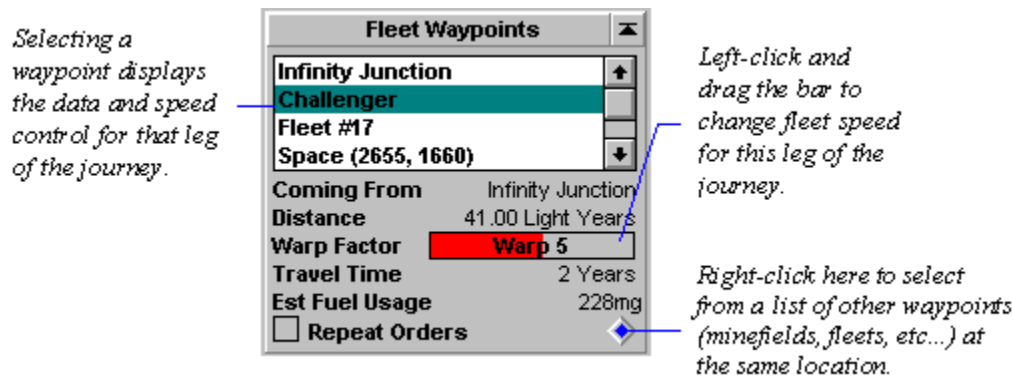 Selecting a
waypoint displays
the data and speed
control for that leg
of the journey.
Fleet Waypoints
Infinity Junction
Challenger
Fleet #17
Space (2655, 1660)
Coming From Infinity Junction
Distance 41.00 Light Years
Warp Factor Warp 5
Travel Time 2 Years
Est Fuel Usage 228mg
Repeat Orders
Left-click and
drag the bar to
change fleet speed
for this leg of the
journey.
Right-click here to select
from a list of other waypoints
(minefields, fleets, etc...) at
the same location.